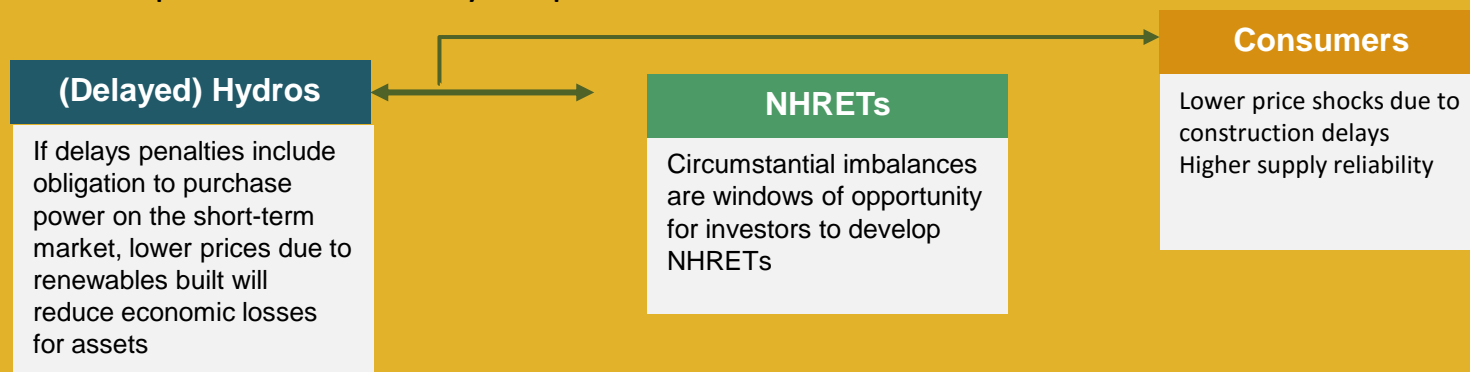 (Delayed) Hydros
If delays penalties include
obligation to purchase
power on the short-term
market, lower prices due to
renewables built will
reduce economic losses
for assets
NHRETs
Circumstantial imbalances
are windows of opportunity
for investors to develop
NHRETs
Consumers
Lower price shocks due to
construction delays
Higher supply reliability